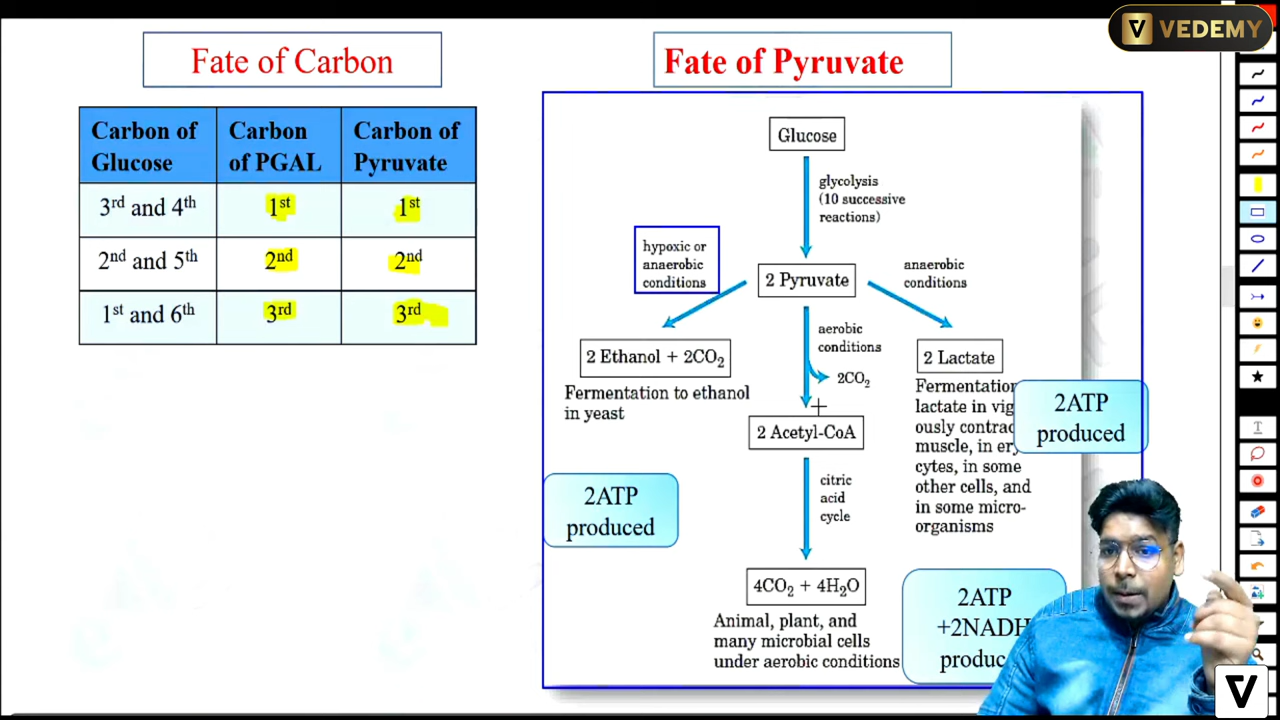 VEDEMY
Fate of Carbon
Fate of Pyruvate
Carbon of Glucose
Carbon of PGAL
Carbon of Pyruvate
3rd and 4th
1st
1st
2nd and 5th
2nd
2nd
1st and 6th
3rd
3rd
Glucose
glycolysis
(10 successive
reactions)
hypoxic or
anaerobic
conditions
2 Pyruvate
anaerobic
conditions
aerobic
conditions
2CO₂
2 Ethanol + 2CO₂
Fermentation to ethanol
in yeast
2 Lactate
Fermentation
lactate in
ously
muscle, in
cytes, in some
other cells, and
in some micro-
organisms
2ATP
produced
2 Acetyl-CoA
2ATP
produced
citric
acid
cycle
4CO₂ + 4H₂O
Animal, plant, and
many microbial cells
under aerobic conditions
2ATP
+2NADH
T
V